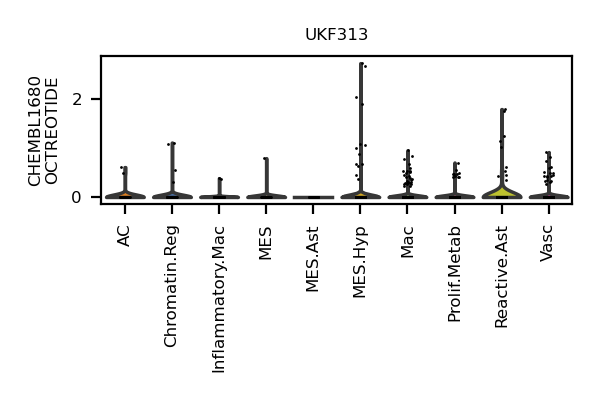 UKF313
CHEMBL1680
OCTREOTIDE
2
0
AC
Chromatin.Reg
Inflammatory.Mac
MES
MES.Ast
MES.Hyp
Mac
Prolif.Metab
Reactive.Ast
Vasc